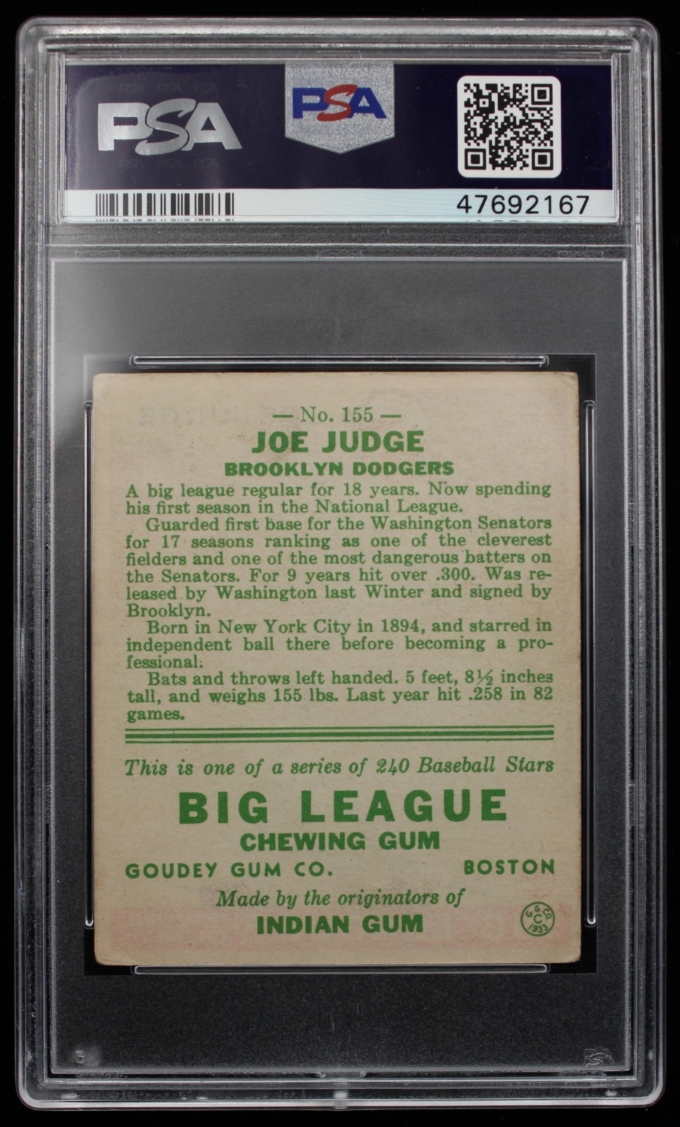 PSA PSA
47692167
— No. 155 —
JOE JUDGE
BROOKLYN DODGERS
A big league regular for 18 years. Now spending
his first season in the National League.
Guarded first base for the Washington Senators
for 17 seasons ranking as one of the cleverest
fielders and one of the most dangerous batters on
the Senators. For 9 years hit over .300. Was re-
leased by Washington last Winter and signed by
Brooklyn.
Born in New York City in 1894, and starred in
independent ball there before becoming a pro-
fessional.
Bats and throws left handed. 5 feet, 8½ inches
tall, and weighs 155 lbs. Last year hit .258 in 82
games.
This is one of a series of 240 Baseball Stars
BIG LEAGUE
CHEWING GUM
GOUDEY GUM CO. BOSTON
Made by the originators of
INDIAN GUM
G. G. CO.
C
1933